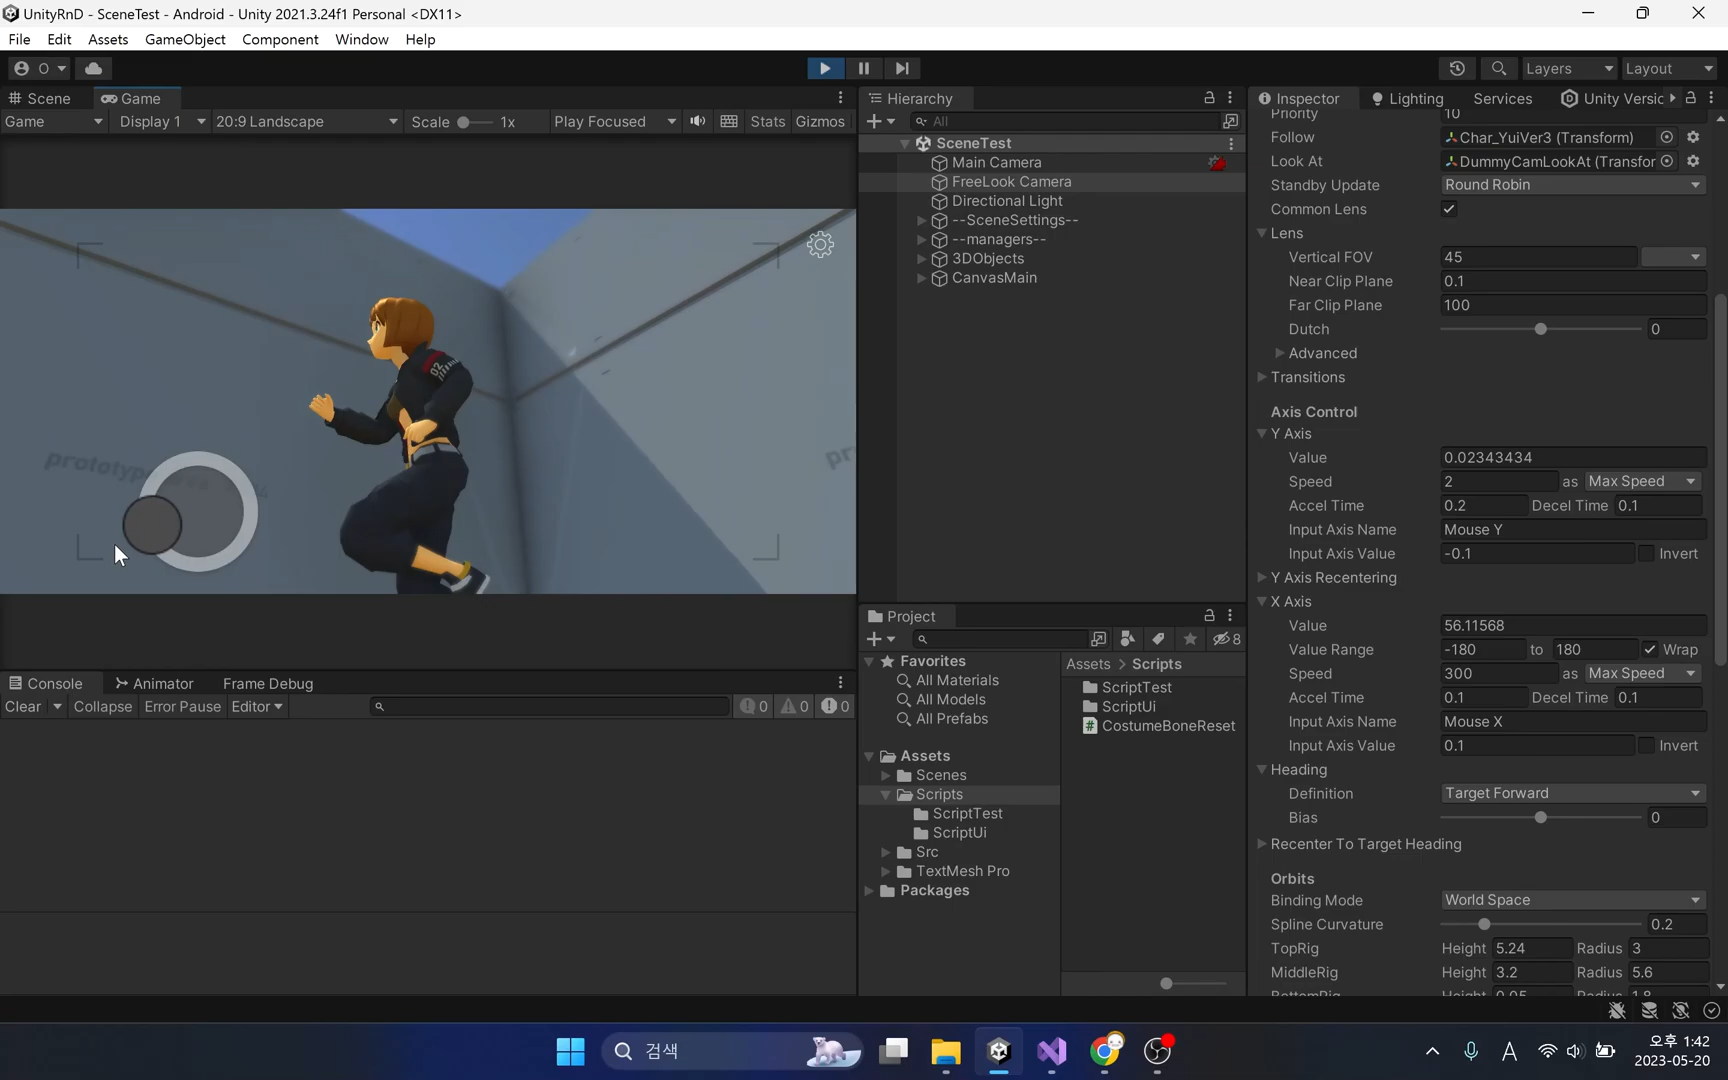 UnityRnD - SceneTest - Android - Unity 2021.3.24f1 Personal <DX11>
File Edit Assets GameObject Component Window Help
O Layers Layout
Scene Game
Game Display 1 20:9 Landscape Scale 1x Play Focused Stats Gizmos
02
Console Animator Frame Debug
Clear Collapse Error Pause Editor 0 0 0
Hierarchy
All
SceneTest
Main Camera
FreeLook Camera
Directional Light
--SceneSettings--
--managers--
3DObjects
CanvasMain
Project
8
Favorites
All Materials
All Models
All Prefabs
Assets
Scenes
Scripts
ScriptTest
ScriptUi
Src
TextMesh Pro
Packages
Assets > Scripts
ScriptTest
ScriptUi
CostumeBoneReset
Inspector Lighting Services Unity Versic
Priority 10
Follow Char_YuiVer3 (Transform)
Look At DummyCamLookAt (Transfor
Standby Update Round Robin
Common Lens
Lens
Vertical FOV 45
Near Clip Plane 0.1
Far Clip Plane 100
Dutch 0
Advanced
Transitions
Axis Control
Y Axis
Value 0.02343434
Speed 2 as Max Speed
Accel Time 0.2 Decel Time 0.1
Input Axis Name Mouse Y
Input Axis Value -0.1 Invert
Y Axis Recentering
X Axis
Value 56.11568
Value Range -180 to 180 Wrap
Speed 300 as Max Speed
Accel Time 0.1 Decel Time 0.1
Input Axis Name Mouse X
Input Axis Value 0.1 Invert
Heading
Definition Target Forward
Bias 0
Recenter To Target Heading
Orbits
Binding Mode World Space
Spline Curvature 0.2
TopRig Height 5.24 Radius 3
MiddleRig Height 3.2 Radius 5.6
BottomRig Height 0.05 Radius 1.8
검색
A
오후 1:42
2023-05-20